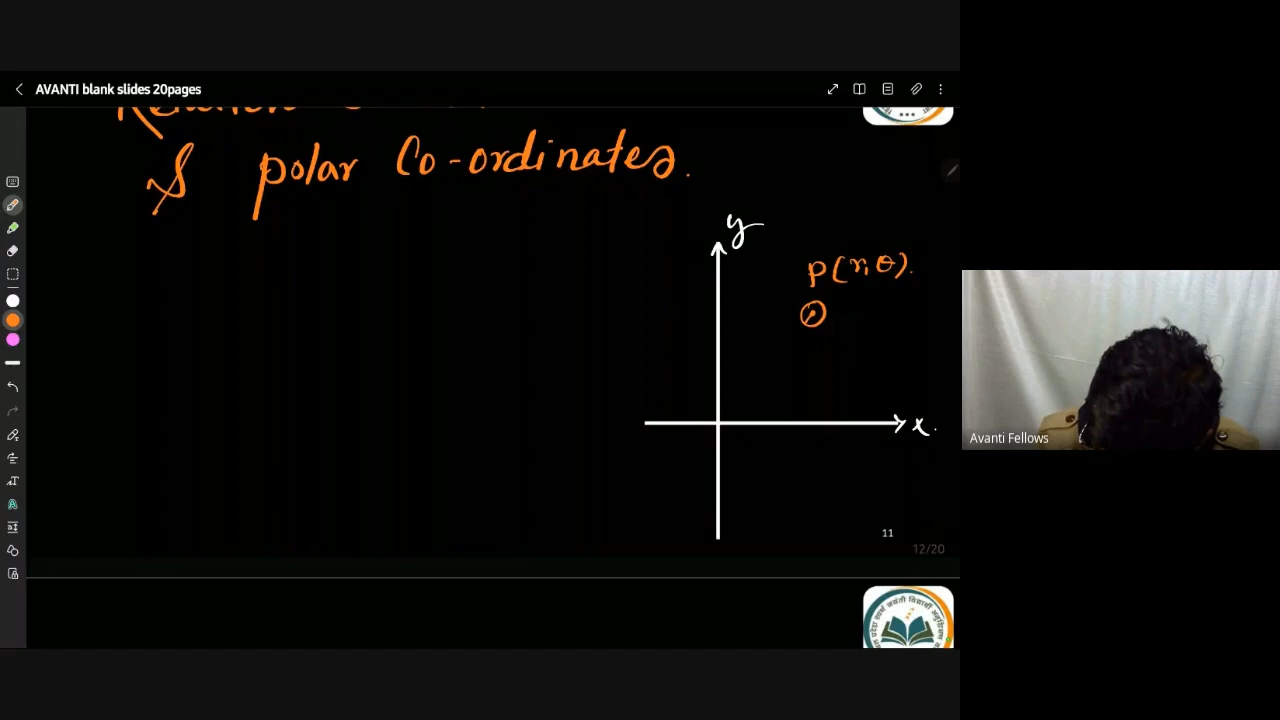 AVANTI blank slides 20pages
& polar Co-ordinates.
y
P(r, θ).
x.
11
12/20
Avanti Fellows